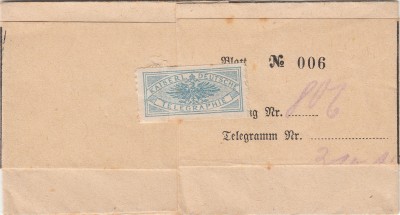 Blatt № 006
KAISERL. DEUTSCHE
TELEGRAPHIE
Nr.
Telegramm Nr.